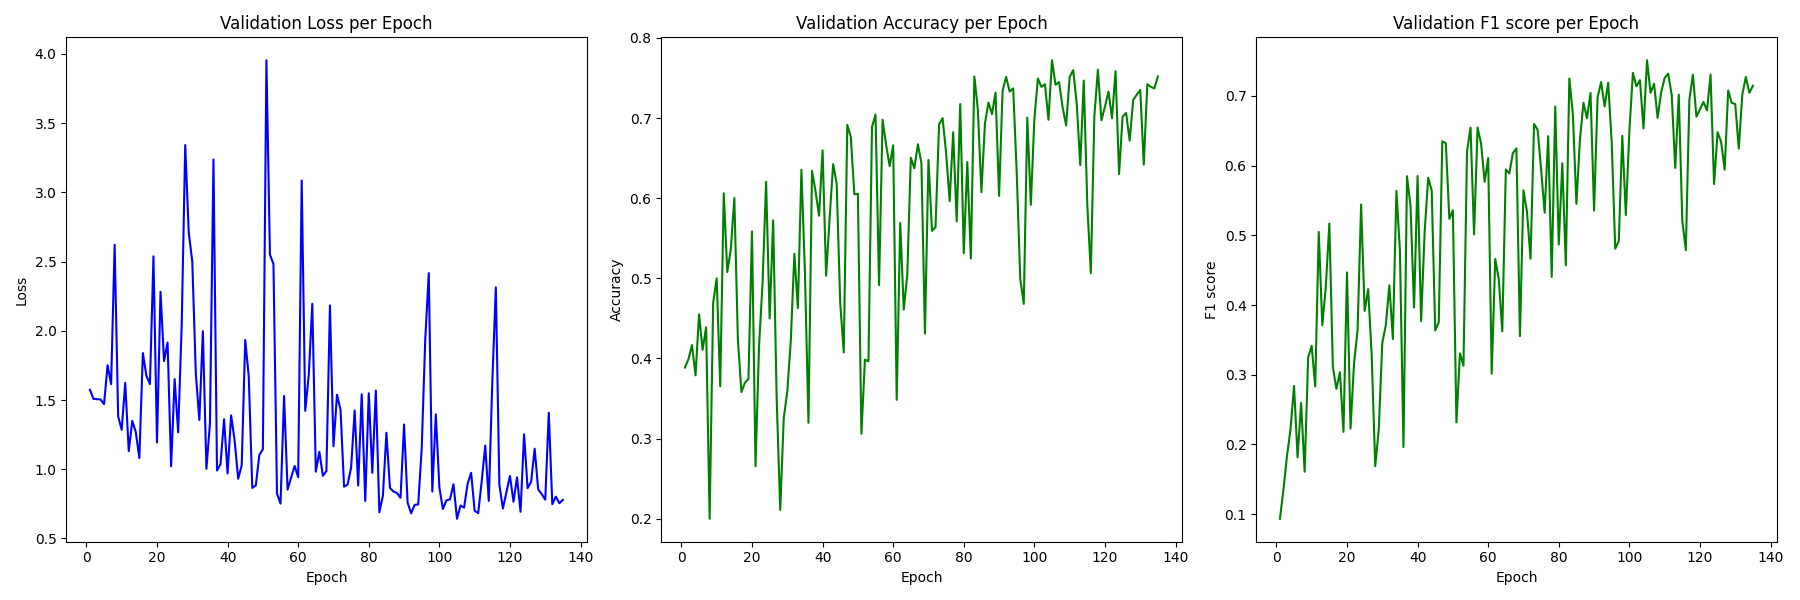 Validation Loss per Epoch
Loss
4.0
3.5
3.0
2.5
2.0
1.5
1.0
0.5
0 20 40 60 80 100 120 140
Epoch
Validation Accuracy per Epoch
Accuracy
0.8
0.7
0.6
0.5
0.4
0.3
0.2
0 20 40 60 80 100 120 140
Epoch
Validation F1 score per Epoch
F1 score
0.7
0.6
0.5
0.4
0.3
0.2
0.1
0 20 40 60 80 100 120 140
Epoch